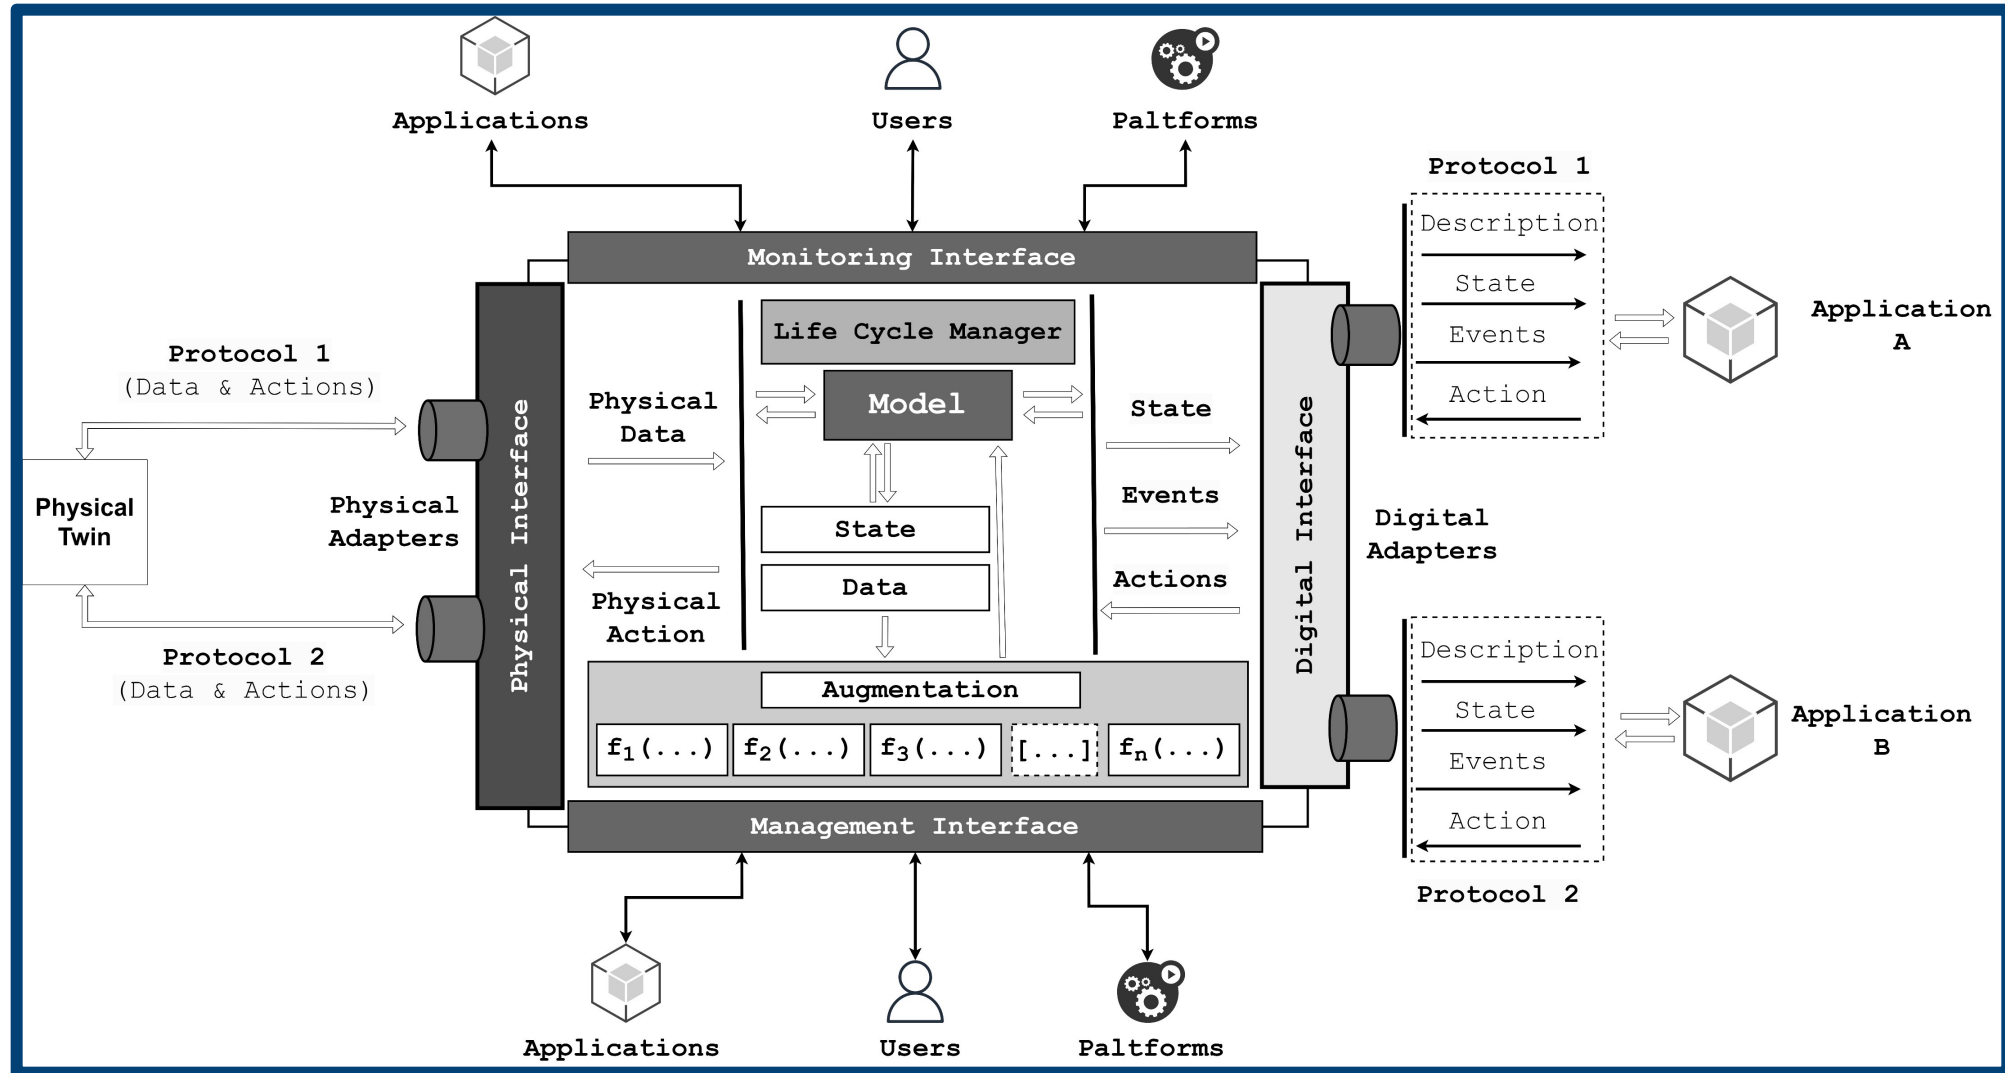 Applications
Users
Paltforms
Monitoring Interface
Protocol 1
(Data & Actions)
Physical
Twin
Physical
Adapters
Protocol 2
(Data & Actions)
Physical Interface
Physical
Data
Physical
Action
Life Cycle Manager
Model
State
Data
Augmentation
f1(...)
f2(...)
f3(...)
[...]
fn(...)
State
Events
Actions
Digital Interface
Digital
Adapters
Protocol 1
Description
State
Events
Action
Application
A
Description
State
Events
Action
Protocol 2
Application
B
Management Interface
Applications
Users
Paltforms